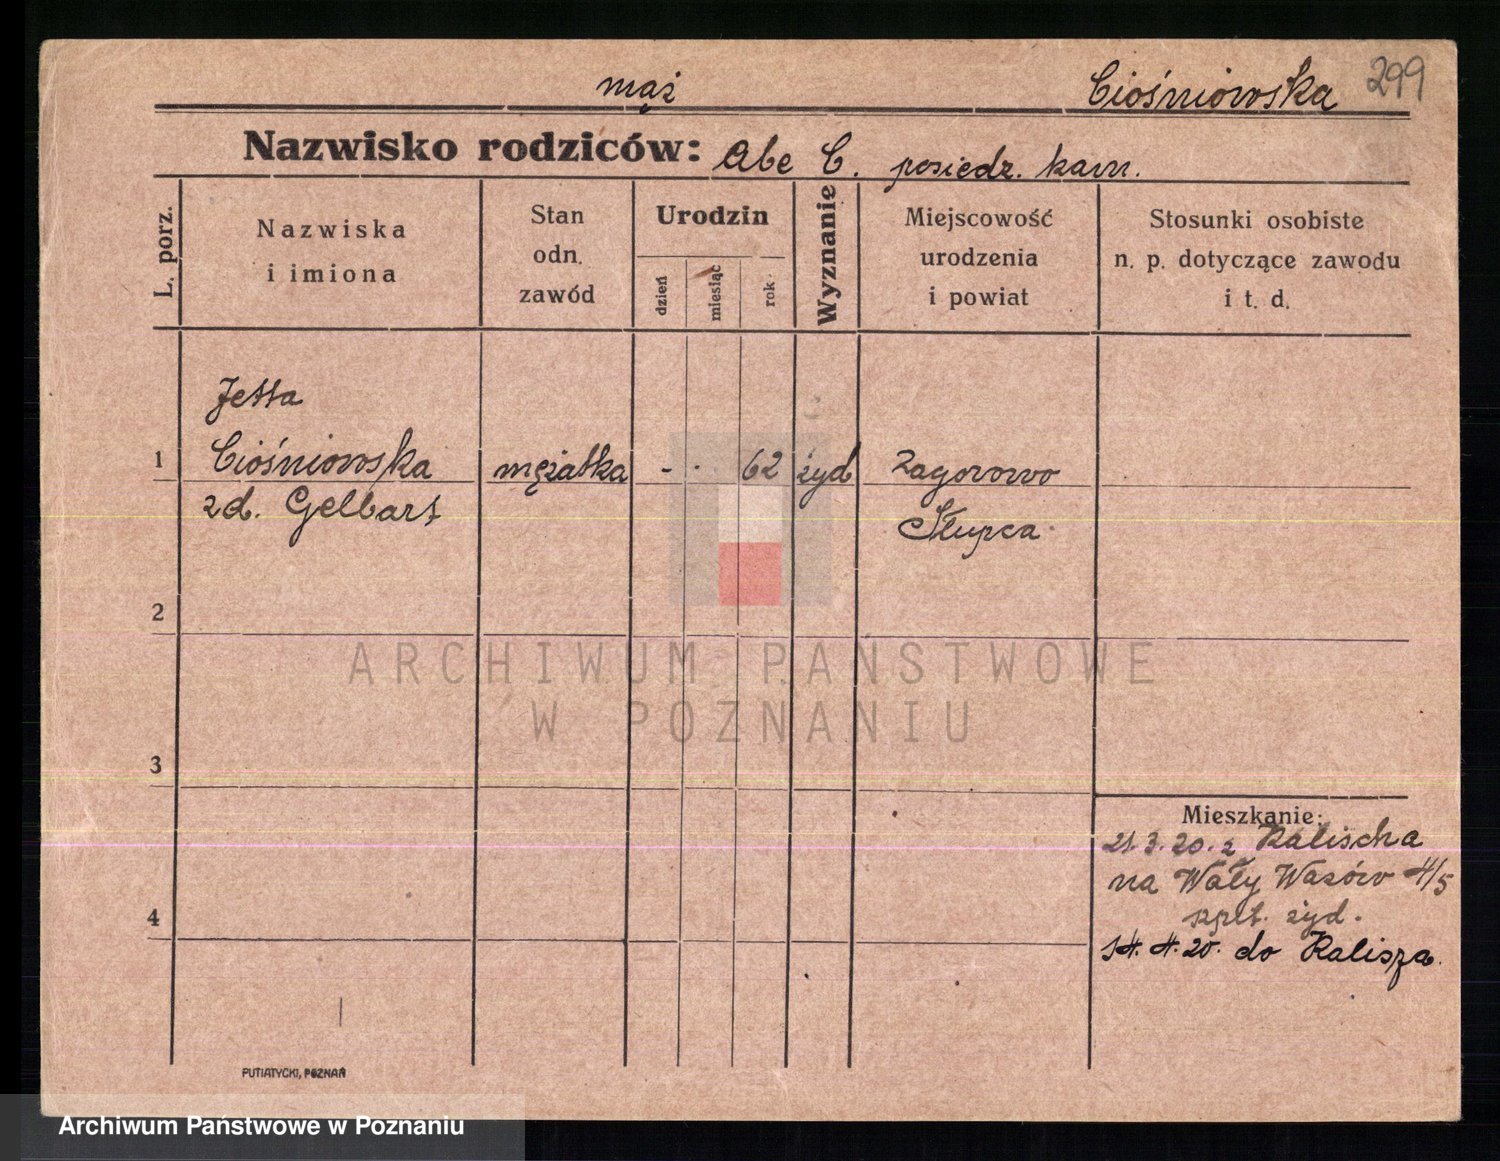 mąż Ciośniowska 299
Nazwisko rodziców: Abe C. posiedz. kam.
L. porz.
Nazwiska
i imiona
Stan
odn.
zawód
Urodzin
dzień
miesiąc
rok
Wyznanie
Miejscowość
urodzenia
i powiat
Stosunki osobiste
n. p. dotyczące zawodu
i t. d.
Jetta
1 Ciośniowska mężatka - · · 62 żyd Zagorowo
zd. Gelbart Słupca
2
3
4
Mieszkanie:
21.3.20. z Kalischa
na Wały Wazów 4/5
szpt. żyd.
14.4.20. do Kalisza.
PUTIATYCKI, POZNAŃ
ARCHIWUM PAŃSTWOWE
W POZNANIU
Archiwum Państwowe w Poznaniu